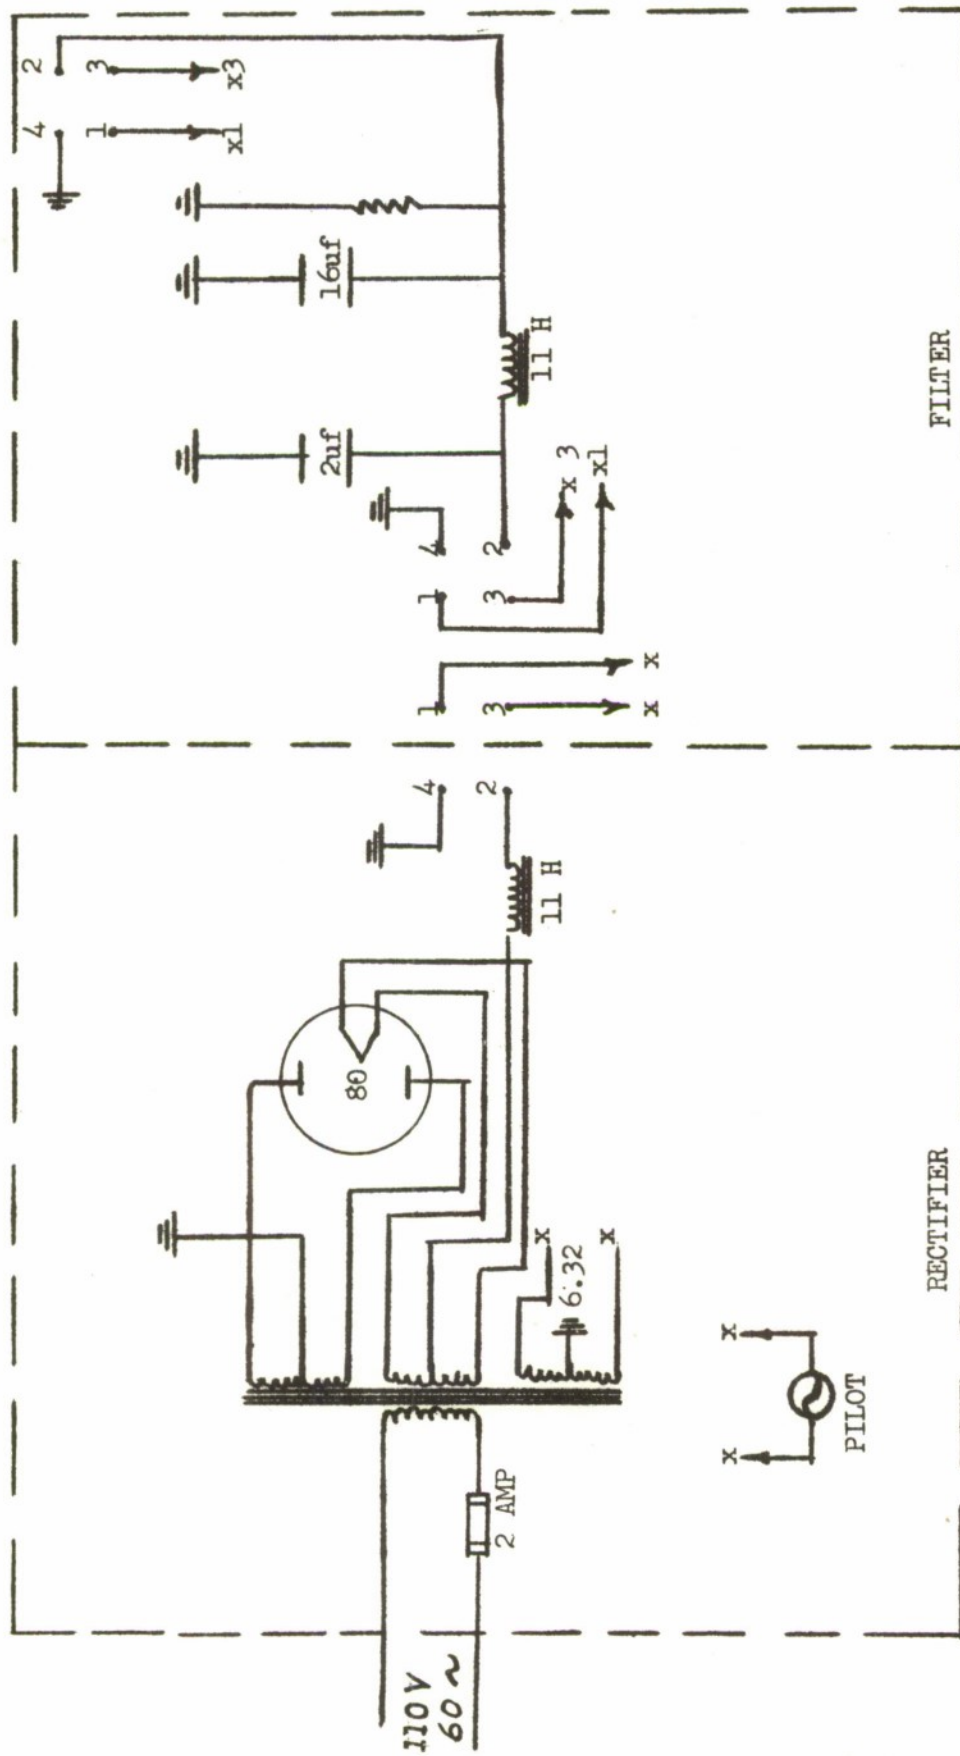 110V
60~
2 AMP
80
6.32
x
x
x
x
PILOT
11 H
4
2
RECTIFIER
1
3
x
x
1
3
4
2
x 3
x1
2uf
11 H
16uf
4
2
1
3
x1
x3
FILTER